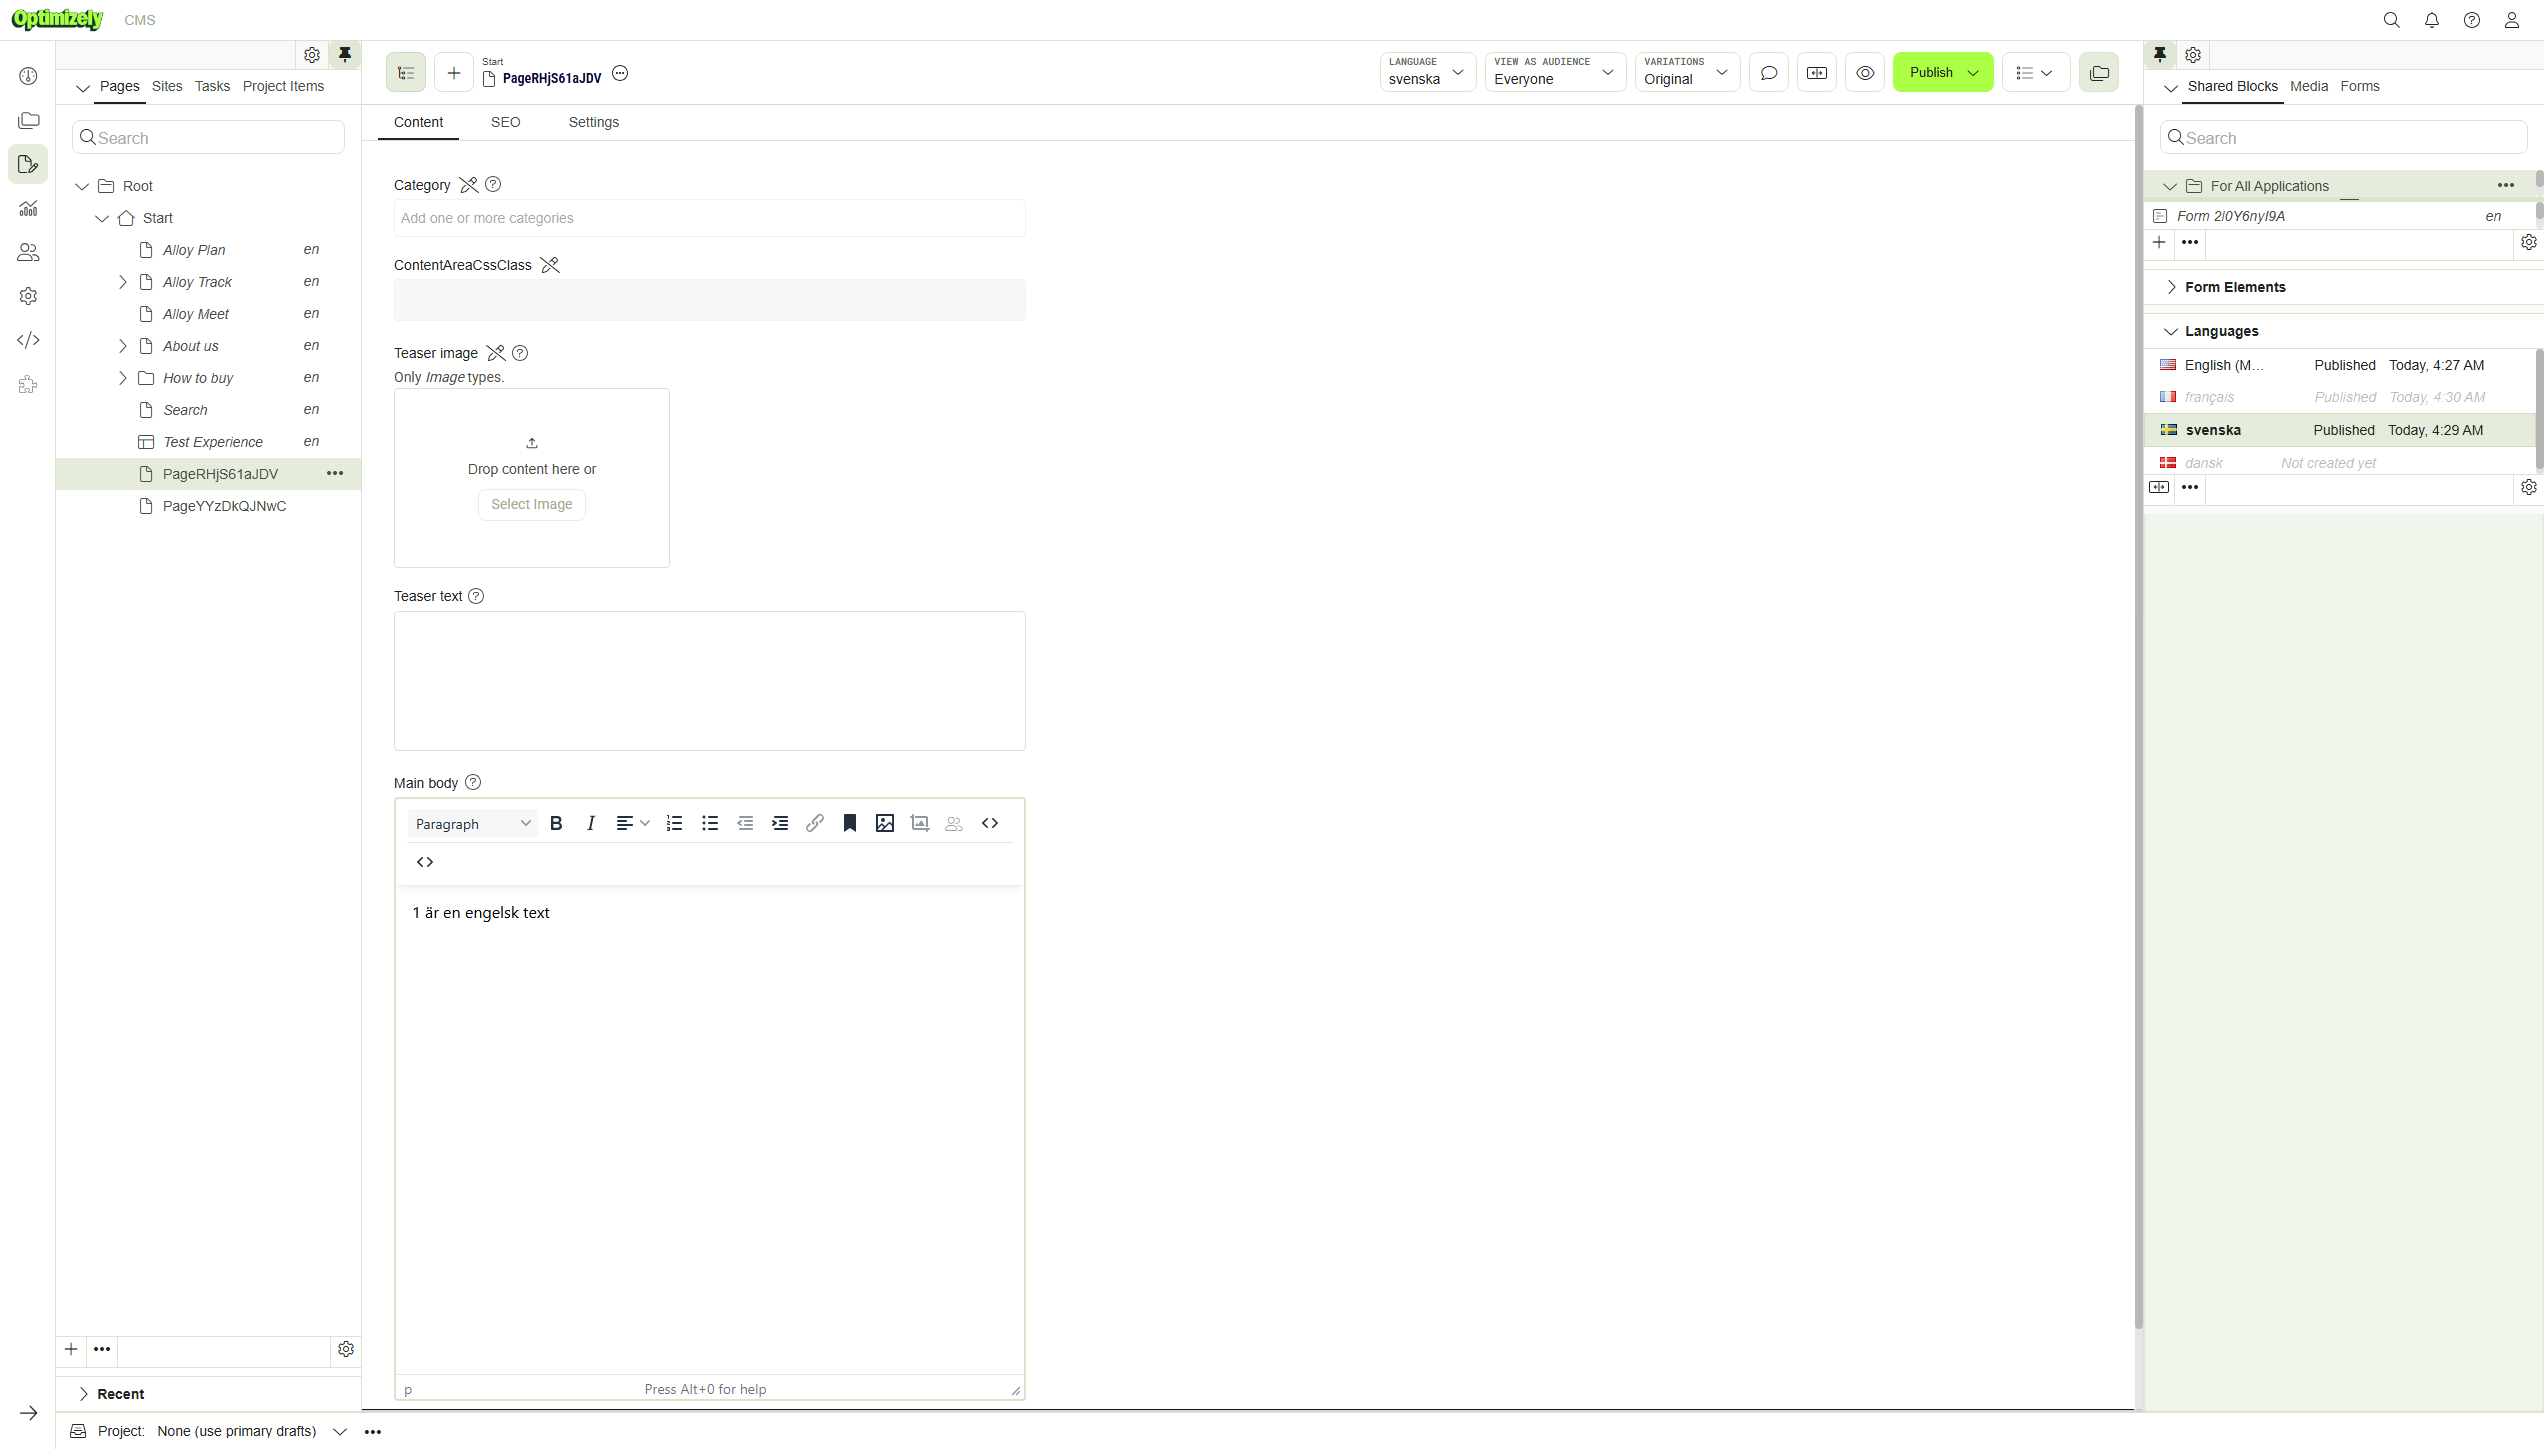 Optimizely CMS
Pages Sites Tasks Project Items
Search
Root
Start
Alloy Plan en
Alloy Track en
Alloy Meet en
About us en
How to buy en
Search en
Test Experience en
PageRHjS61aJDV
PageYYzDkQJNwC
Recent
Project: None (use primary drafts)
Start
PageRHjS61aJDV
LANGUAGE
svenska
VIEW AS AUDIENCE
Everyone
VARIATIONS
Original
Publish
Content SEO Settings
Category
Add one or more categories
ContentAreaCssClass
Teaser image
Only Image types.
Drop content here or
Select Image
Teaser text
Main body
Paragraph
1 är en engelsk text
p Press Alt+0 for help
Shared Blocks Media Forms
Search
For All Applications
Form 2l0Y6nyI9A en
Form Elements
Languages
English (M... Published Today, 4:27 AM
français Published Today, 4:30 AM
svenska Published Today, 4:29 AM
dansk Not created yet